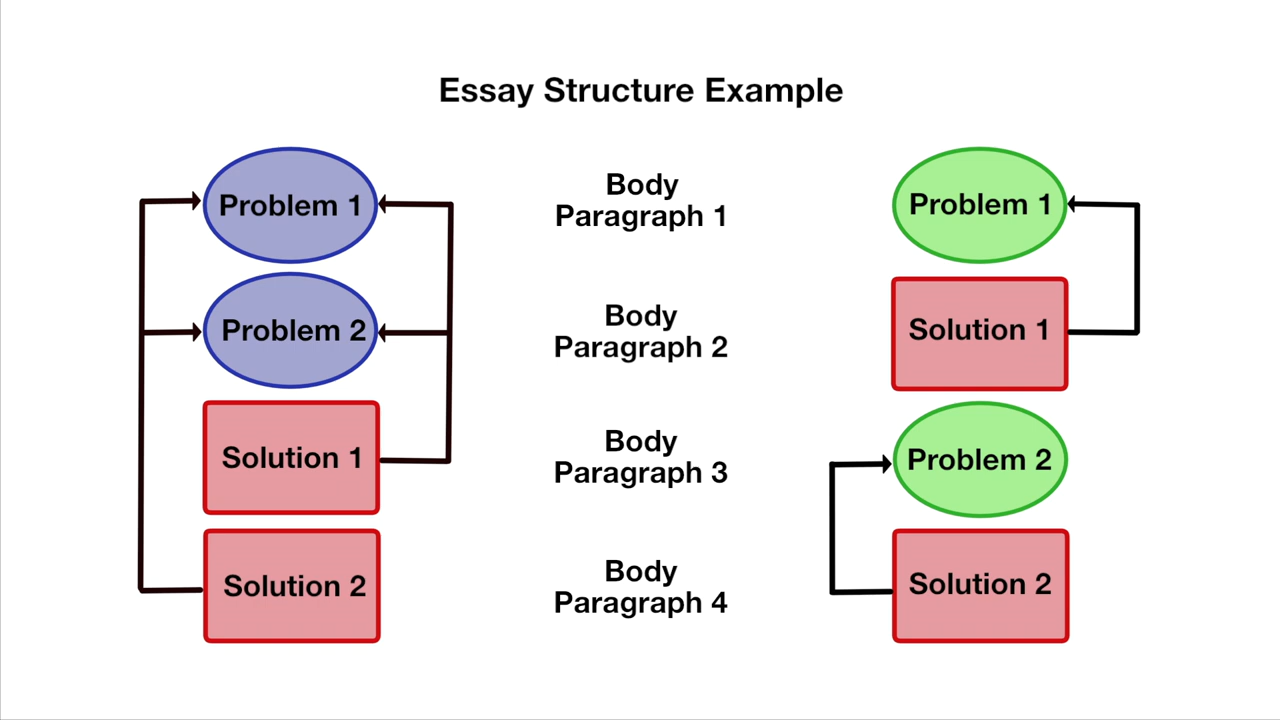 Essay Structure Example
Problem 1
Problem 2
Solution 1
Solution 2
Body
Paragraph 1
Body
Paragraph 2
Body
Paragraph 3
Body
Paragraph 4
Problem 1
Solution 1
Problem 2
Solution 2